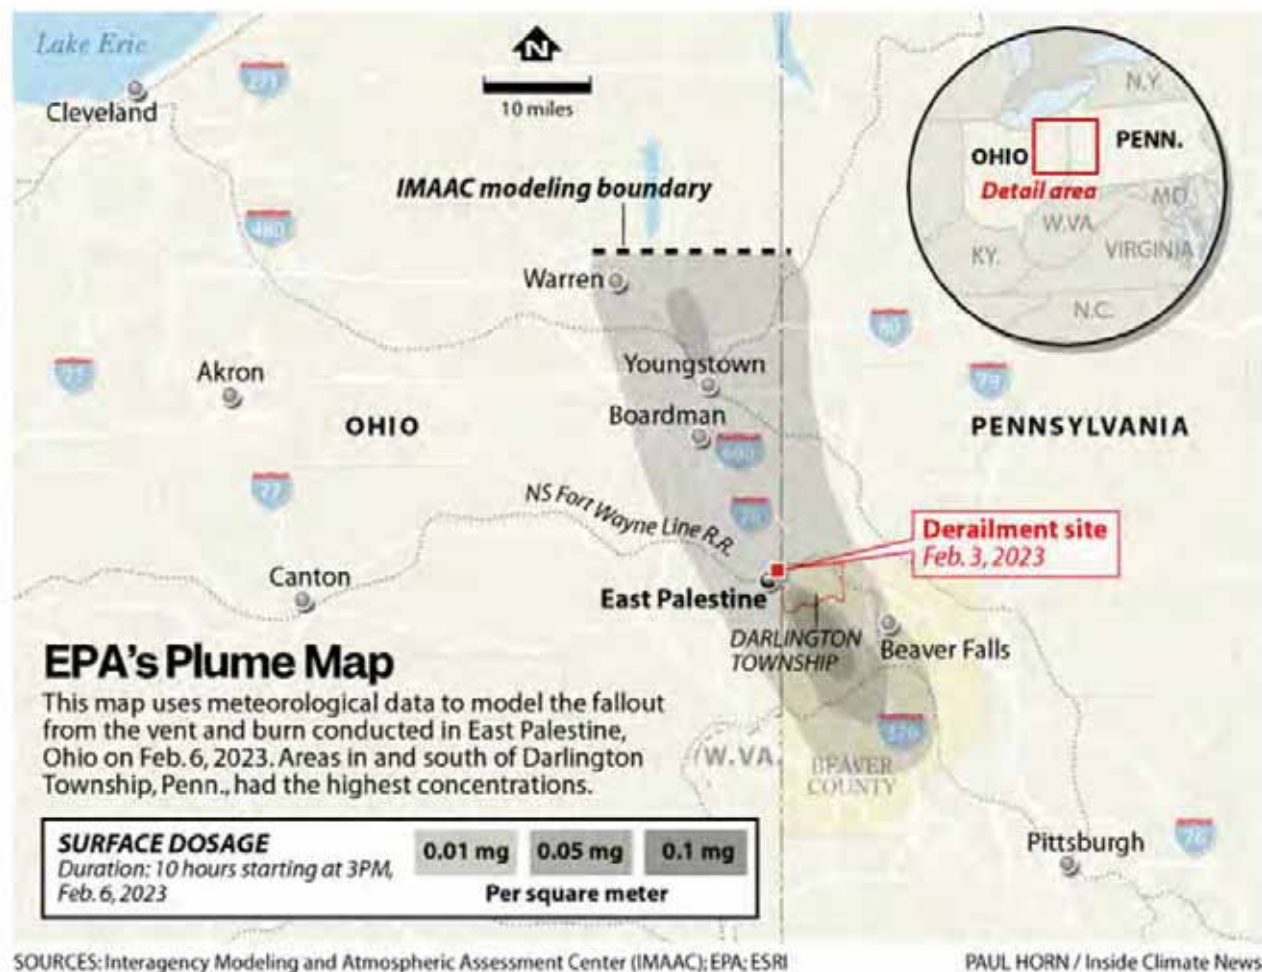 Lake Erie
Cleveland
271
N
10 miles
N.Y.
PENN.
OHIO
Detail area
MD.
W.VA.
VIRGINIA
KY.
N.C.
IMAAC modeling boundary
480
Warren
80
Youngstown
71
Akron
79
Boardman
OHIO
PENNSYLVANIA
680
77
NS Fort Wayne Line R.R.
76
Derailment site
Feb. 3, 2023
Canton
East Palestine
DARLINGTON
TOWNSHIP
Beaver Falls
EPA's Plume Map
This map uses meteorological data to model the fallout
from the vent and burn conducted in East Palestine,
Ohio on Feb. 6, 2023. Areas in and south of Darlington
Township, Penn., had the highest concentrations.
376
W.VA.
BEAVER
COUNTY
Pittsburgh
76
SURFACE DOSAGE
Duration: 10 hours starting at 3PM,
Feb. 6, 2023
0.01 mg 0.05 mg 0.1 mg
Per square meter
SOURCES: Interagency Modeling and Atmospheric Assessment Center (IMAAC); EPA; ESRI
PAUL HORN / Inside Climate News